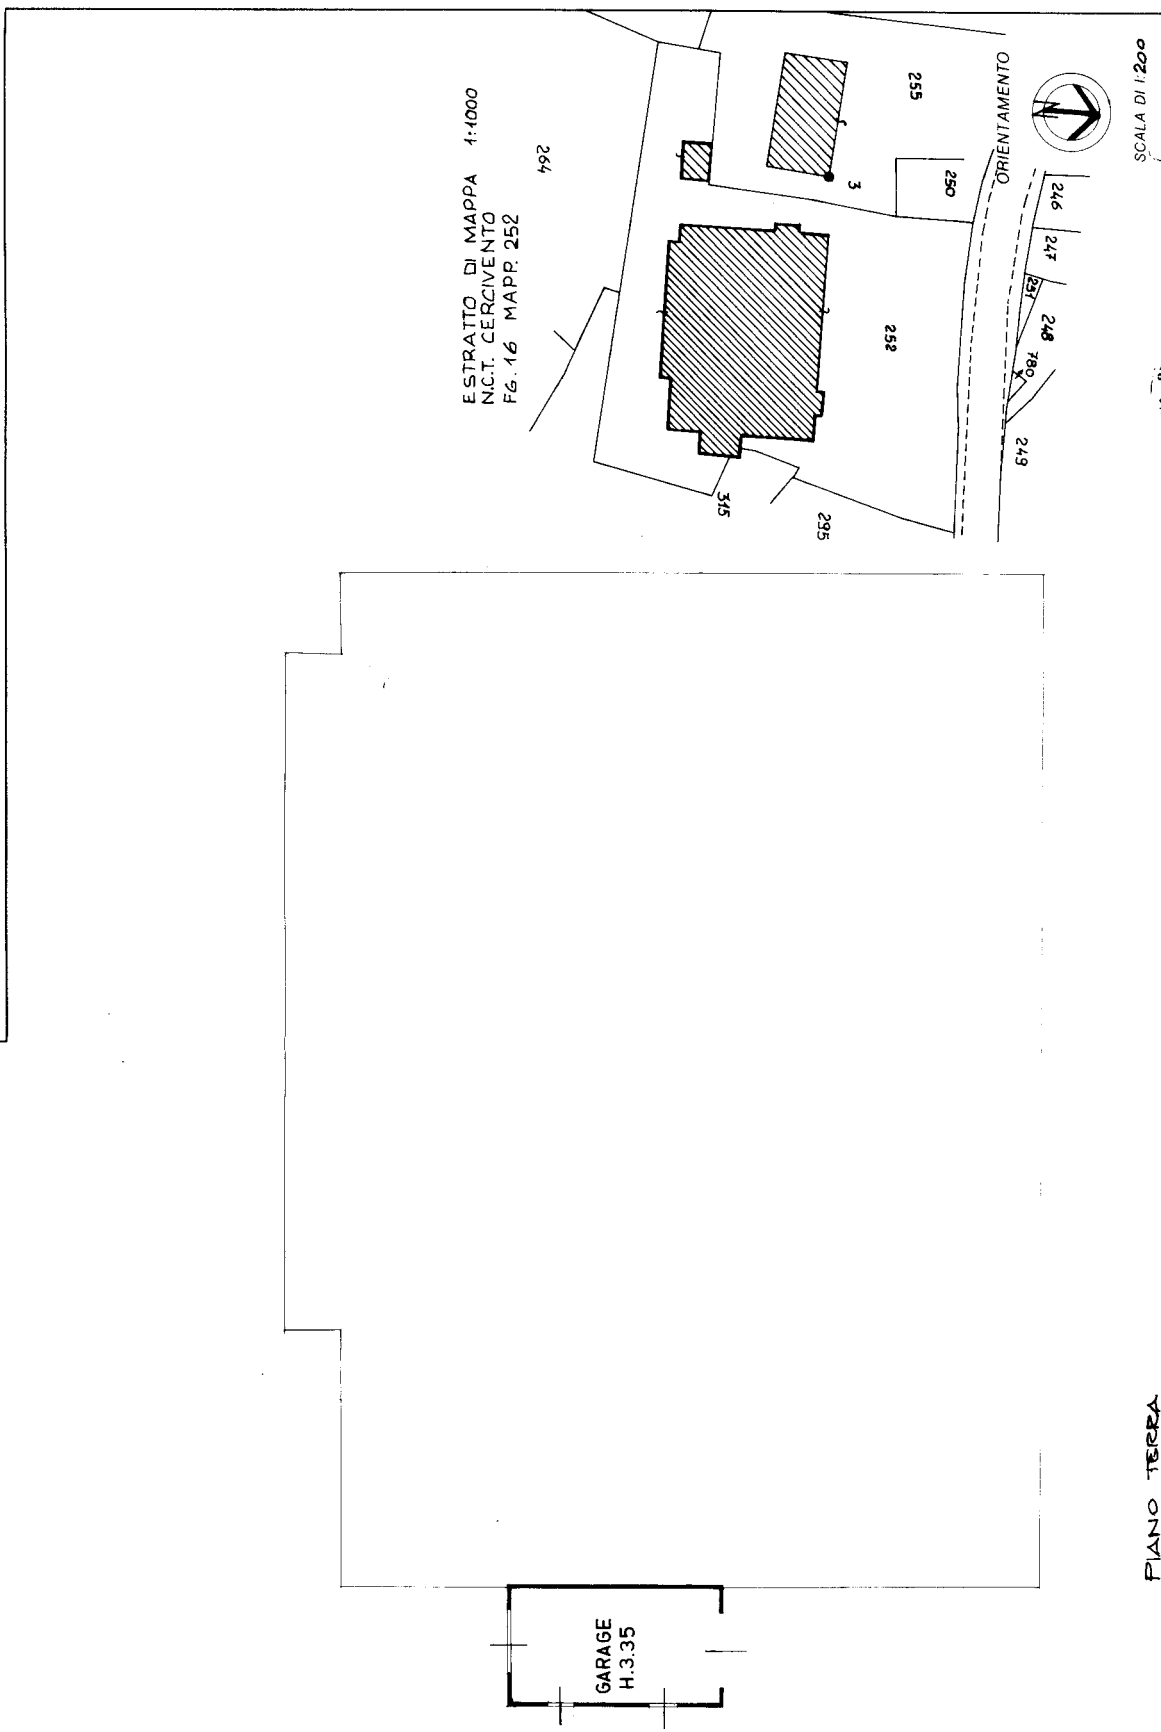 ESTRATTO DI MAPPA 1:1000
N.C.T. CERCIVENTO
FG. 16 MAPP. 252
264
255
3
250
252
246
247
251
248
780
249
315
295
ORIENTAMENTO
N
SCALA DI 1:200
GARAGE
H.3.35
PIANO TERRA